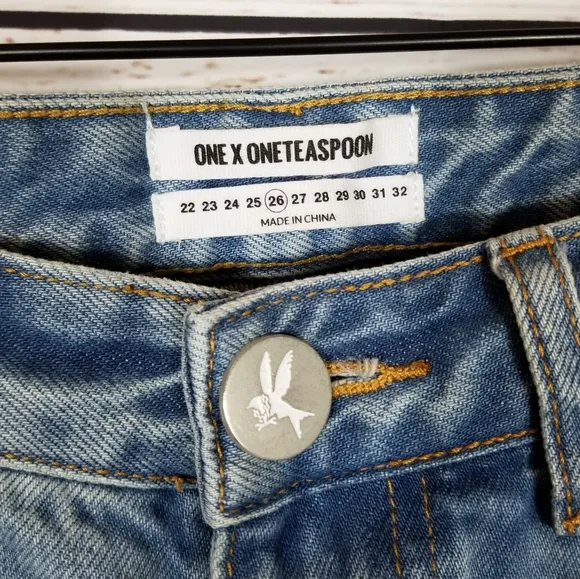 ONE X ONETEASPOON
22 23 24 25 26 27 28 29 30 31 32
MADE IN CHINA